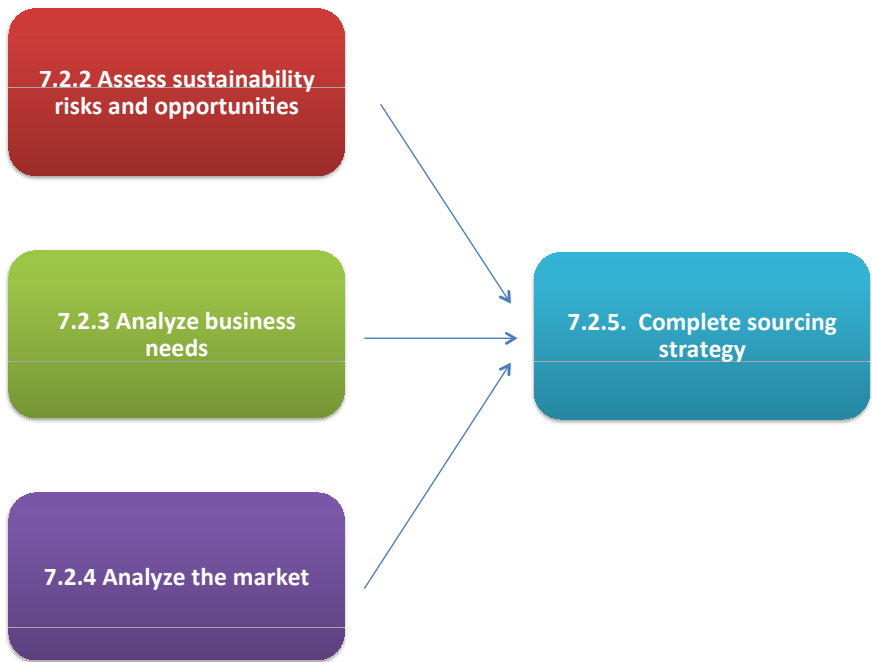 7.2.2 Assess sustainability
risks and opportunities
7.2.3 Analyze business
needs
7.2.5.  Complete sourcing
strategy
7.2.4 Analyze the market